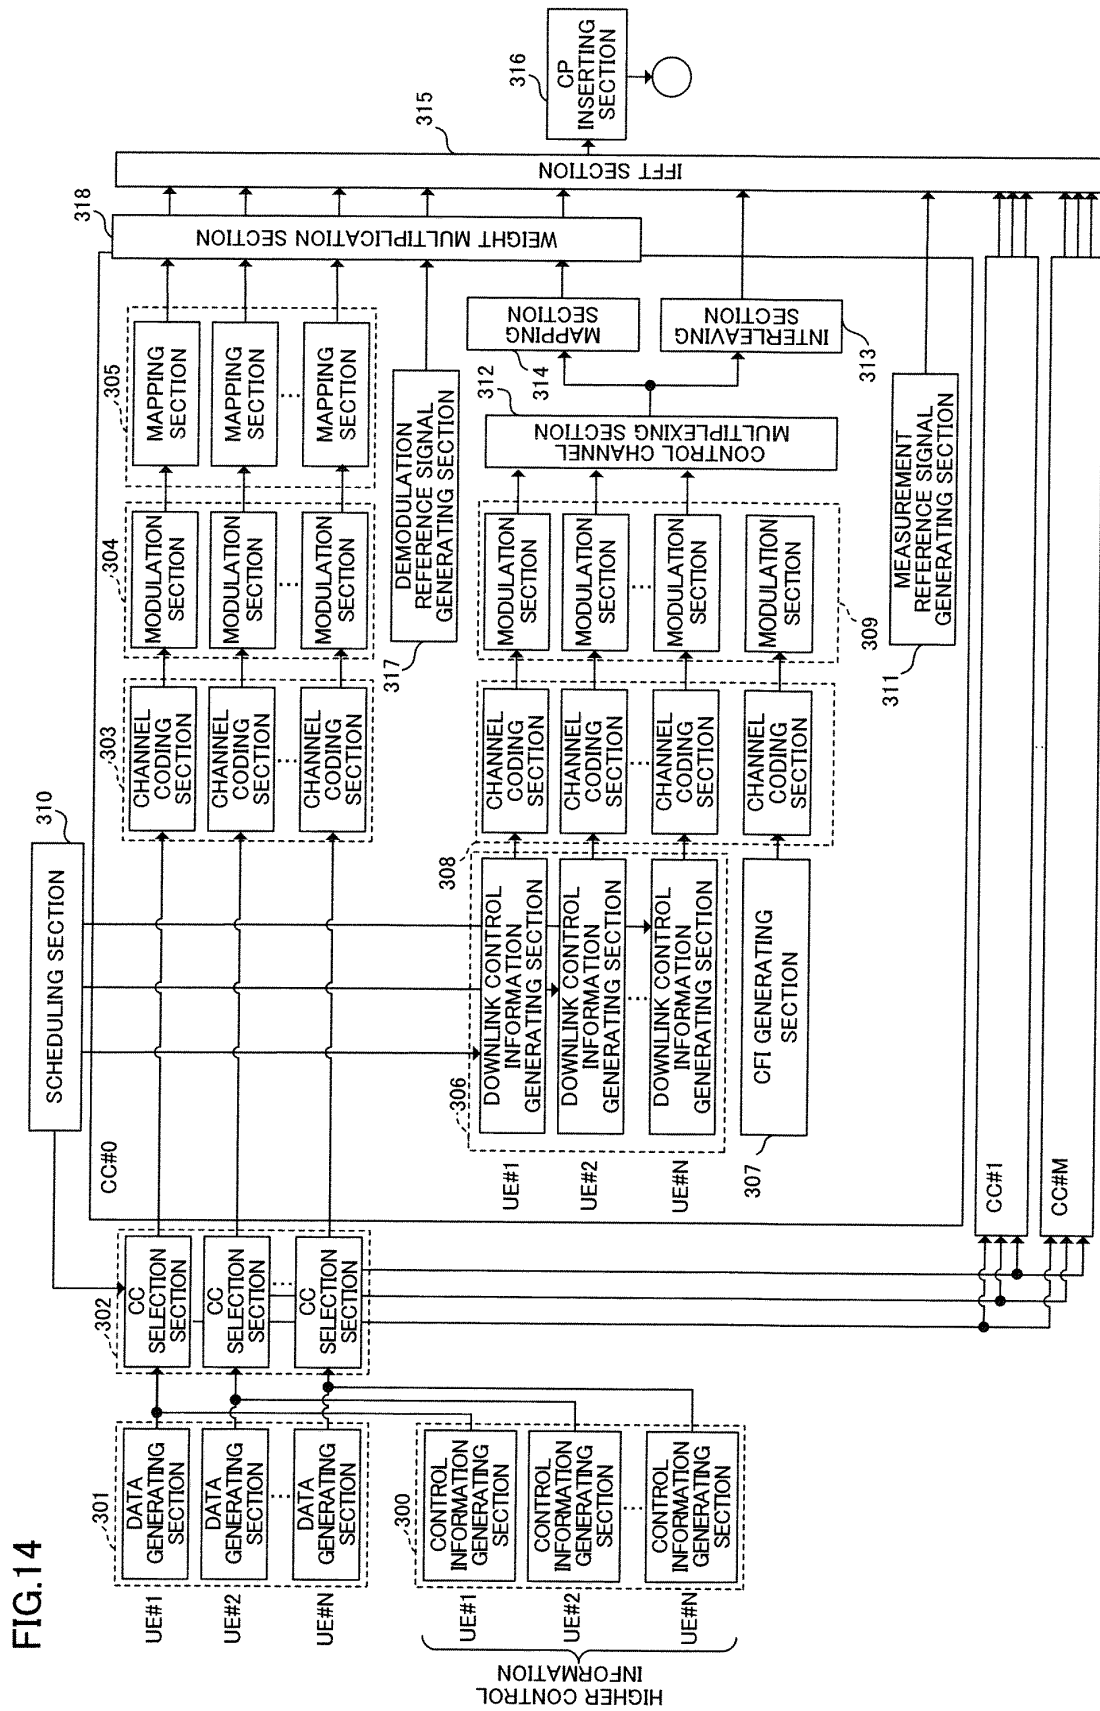 FIG.14
SCHEDULING SECTION
310
CC#0
301
UE#1
DATA
GENERATING
SECTION
UE#2
DATA
GENERATING
SECTION
UE#N
DATA
GENERATING
SECTION
HIGHER CONTROL
INFORMATION
300
UE#1
CONTROL
INFORMATION
GENERATING
SECTION
UE#2
CONTROL
INFORMATION
GENERATING
SECTION
UE#N
CONTROL
INFORMATION
GENERATING
SECTION
302
CC
SELECTION
SECTION
CC
SELECTION
SECTION
CC
SELECTION
SECTION
303
CHANNEL
CODING
SECTION
CHANNEL
CODING
SECTION
CHANNEL
CODING
SECTION
304
MODULATION
SECTION
MODULATION
SECTION
MODULATION
SECTION
305
MAPPING
SECTION
MAPPING
SECTION
MAPPING
SECTION
317
DEMODULATION
REFERENCE SIGNAL
GENERATING SECTION
306
UE#1
DOWNLINK CONTROL
INFORMATION
GENERATING SECTION
UE#2
DOWNLINK CONTROL
INFORMATION
GENERATING SECTION
UE#N
DOWNLINK CONTROL
INFORMATION
GENERATING SECTION
307
CFI GENERATING
SECTION
308
CHANNEL
CODING
SECTION
CHANNEL
CODING
SECTION
CHANNEL
CODING
SECTION
CHANNEL
CODING
SECTION
309
MODULATION
SECTION
MODULATION
SECTION
MODULATION
SECTION
MODULATION
SECTION
312
CONTROL CHANNEL
MULTIPLEXING SECTION
314
MAPPING
SECTION
313
INTERLEAVING
SECTION
311
MEASUREMENT
REFERENCE SIGNAL
GENERATING SECTION
318
WEIGHT MULTIPLICATION SECTION
315
IFFT SECTION
316
CP
INSERTING
SECTION
CC#1
CC#M